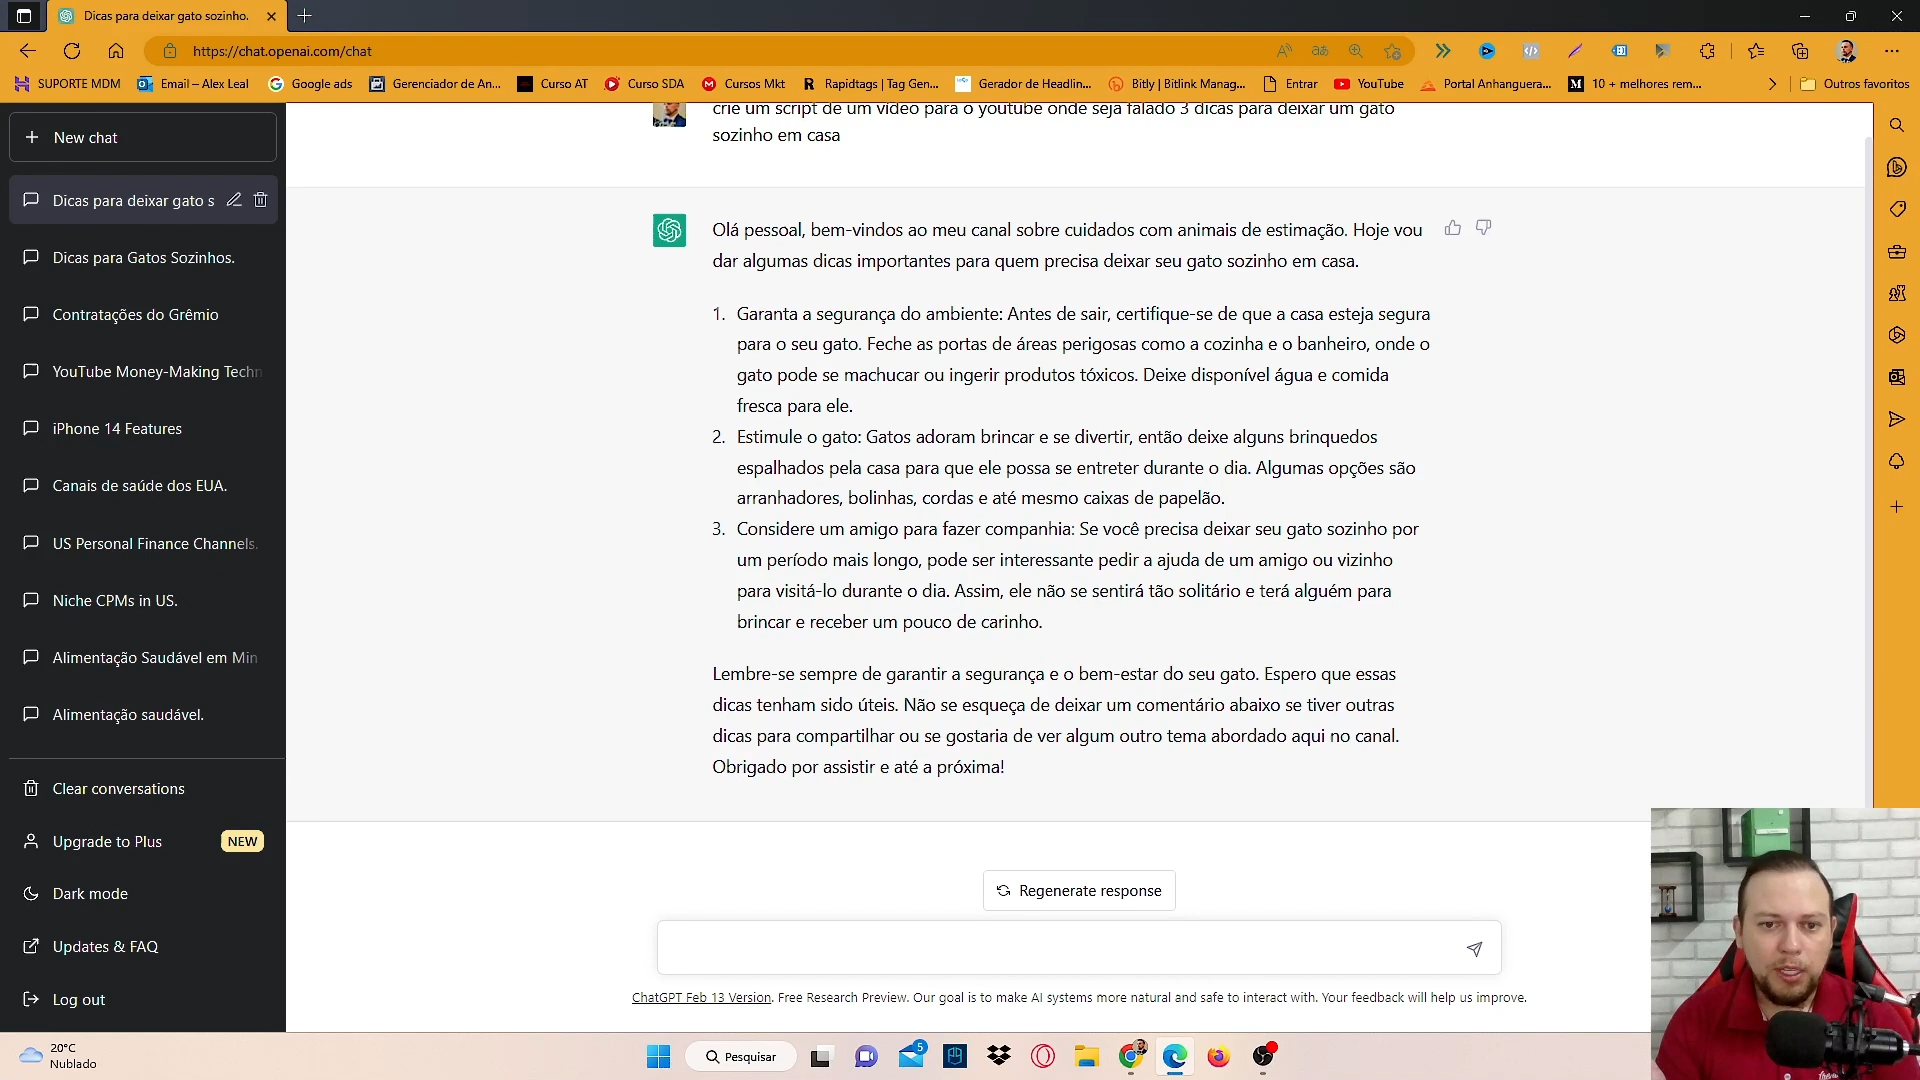 Dicas para deixar gato sozinho.
https://chat.openai.com/chat
SUPORTE MDM
Email – Alex Leal
Google ads
Gerenciador de An...
Curso AT
Curso SDA
Cursos Mkt
Rapidtags | Tag Gen...
Gerador de Headlin...
Bitly | Bitlink Manag...
Entrar
YouTube
Portal Anhanguera...
10 + melhores rem...
Outros favoritos
New chat
Dicas para deixar gato s
Dicas para Gatos Sozinhos.
Contratações do Grêmio
YouTube Money-Making Techn
iPhone 14 Features
Canais de saúde dos EUA.
US Personal Finance Channels.
Niche CPMs in US.
Alimentação Saudável em Min
Alimentação saudável.
Clear conversations
Upgrade to Plus NEW
Dark mode
Updates & FAQ
Log out
crie um script de um vídeo para o youtube onde seja falado 3 dicas para deixar um gato
sozinho em casa
Olá pessoal, bem-vindos ao meu canal sobre cuidados com animais de estimação. Hoje vou
dar algumas dicas importantes para quem precisa deixar seu gato sozinho em casa.
1. Garanta a segurança do ambiente: Antes de sair, certifique-se de que a casa esteja segura
para o seu gato. Feche as portas de áreas perigosas como a cozinha e o banheiro, onde o
gato pode se machucar ou ingerir produtos tóxicos. Deixe disponível água e comida
fresca para ele.
2. Estimule o gato: Gatos adoram brincar e se divertir, então deixe alguns brinquedos
espalhados pela casa para que ele possa se entreter durante o dia. Algumas opções são
arranhadores, bolinhas, cordas e até mesmo caixas de papelão.
3. Considere um amigo para fazer companhia: Se você precisa deixar seu gato sozinho por
um período mais longo, pode ser interessante pedir a ajuda de um amigo ou vizinho
para visitá-lo durante o dia. Assim, ele não se sentirá tão solitário e terá alguém para
brincar e receber um pouco de carinho.
Lembre-se sempre de garantir a segurança e o bem-estar do seu gato. Espero que essas
dicas tenham sido úteis. Não se esqueça de deixar um comentário abaixo se tiver outras
dicas para compartilhar ou se gostaria de ver algum outro tema abordado aqui no canal.
Obrigado por assistir e até a próxima!
Regenerate response
ChatGPT Feb 13 Version. Free Research Preview. Our goal is to make AI systems more natural and safe to interact with. Your feedback will help us improve.
20°C
Nublado
Pesquisar
5